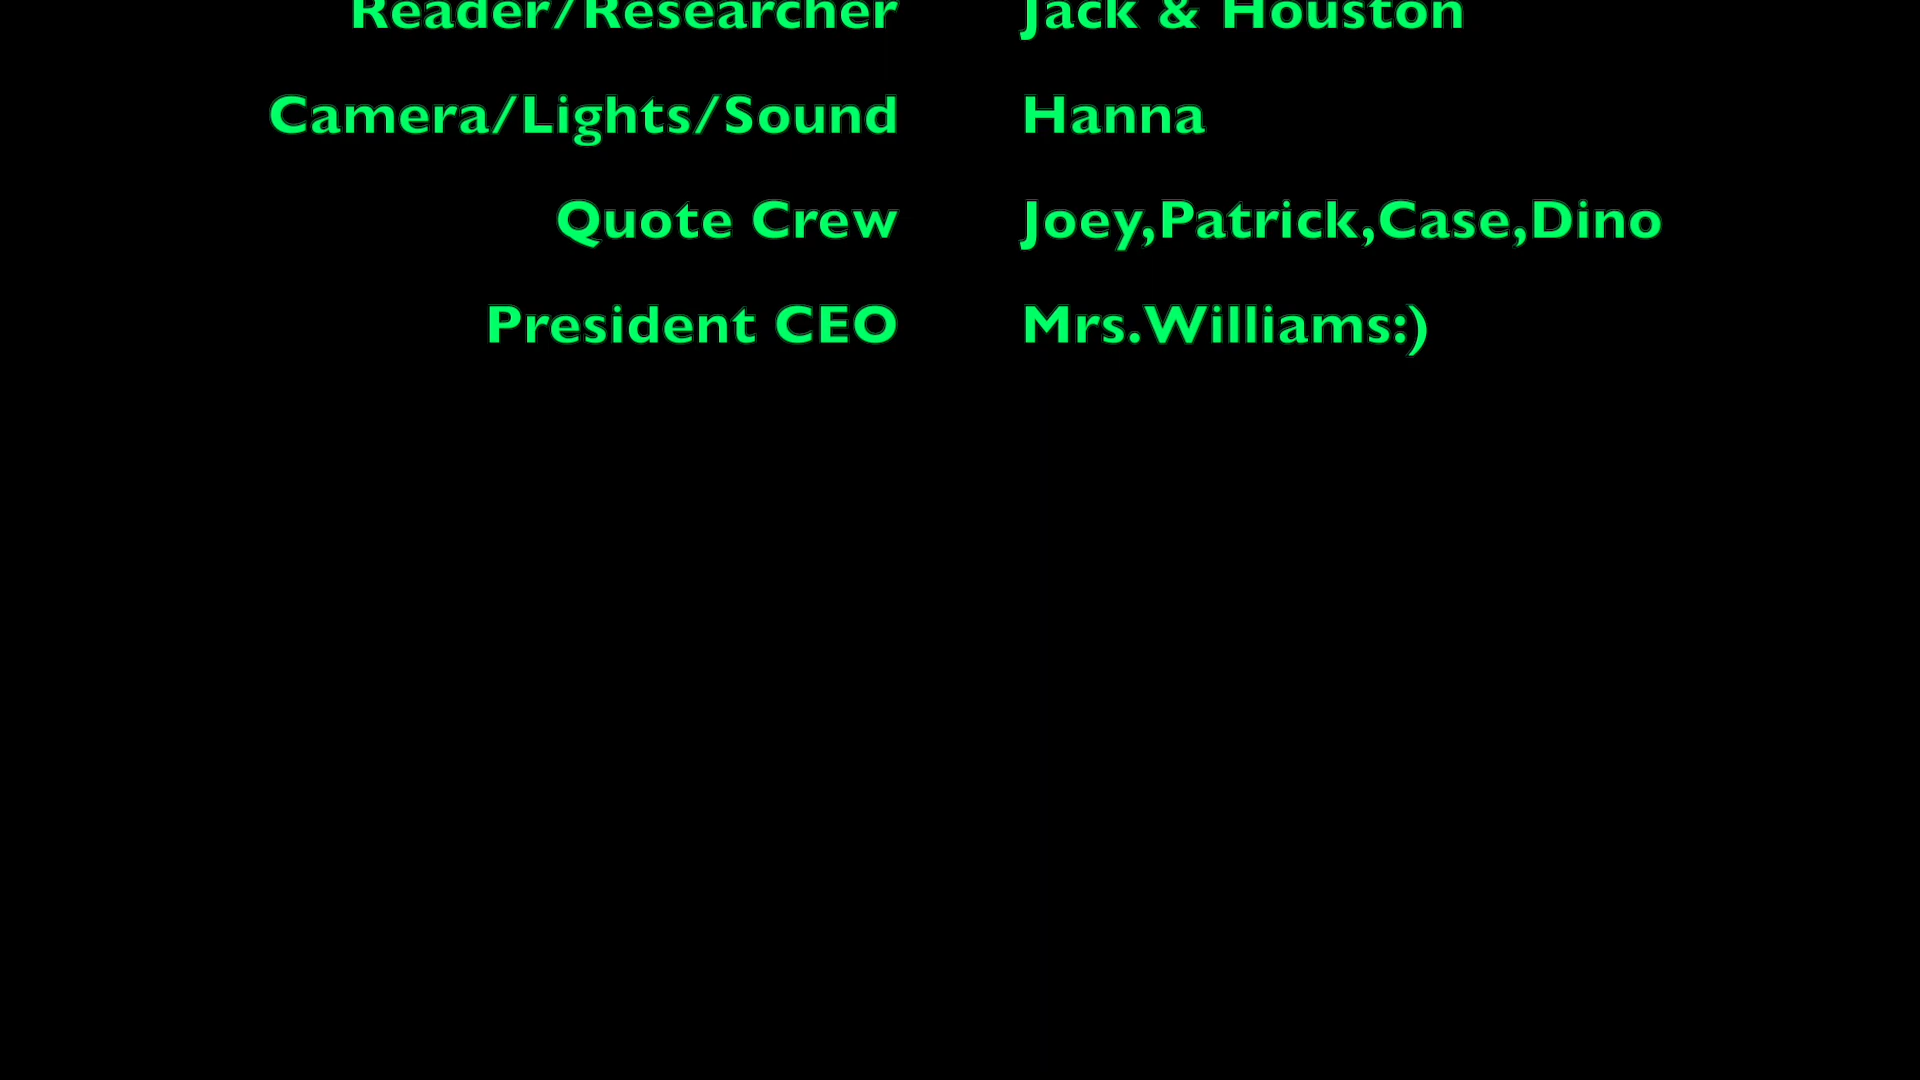 Reader/Researcher Jack & Houston
Camera/Lights/Sound Hanna
Quote Crew Joey,Patrick,Case,Dino
President CEO Mrs.Williams:)